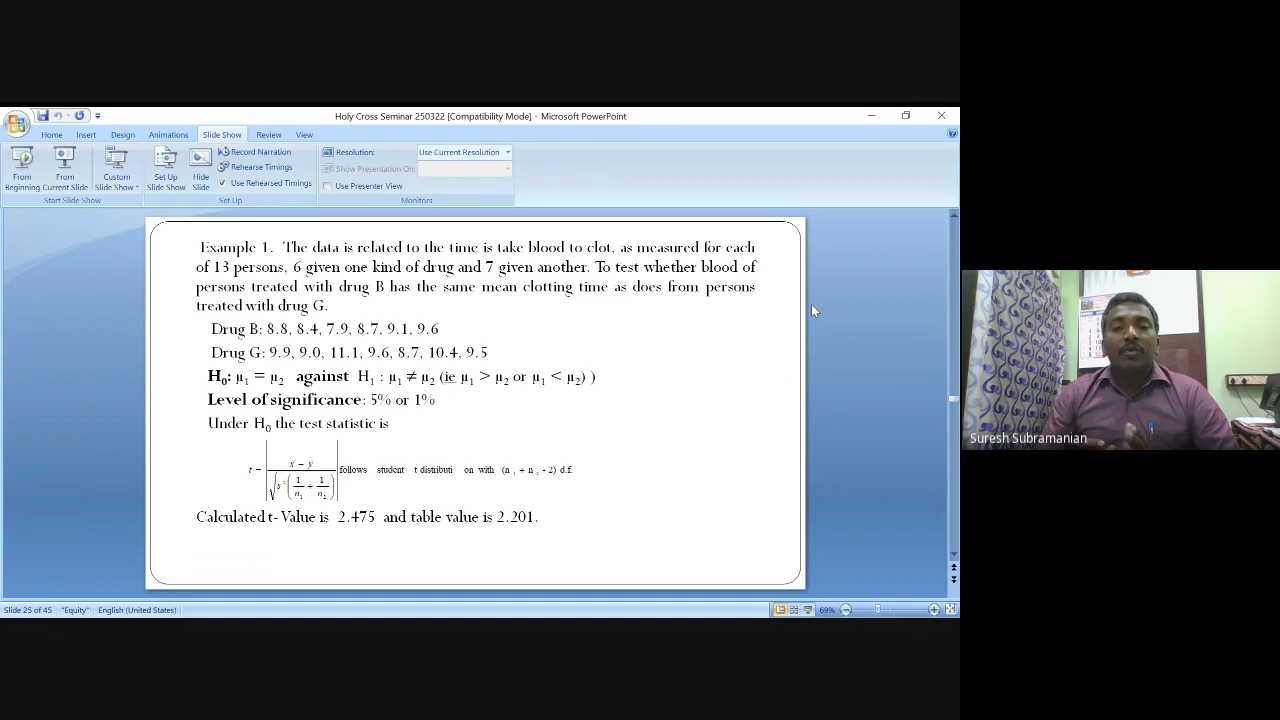 Holy Cross Seminar 250322 [Compatibility Mode] - Microsoft PowerPoint
Home Insert Design Animations Slide Show Review View
From Beginning
From Current Slide
Custom Slide Show
Start Slide Show
Set Up Slide Show
Hide Slide
Record Narration
Rehearse Timings
Use Rehearsed Timings
Set Up
Resolution: Use Current Resolution
Show Presentation On:
Use Presenter View
Monitors
Example 1. The data is related to the time is take blood to clot, as measured for each
of 13 persons, 6 given one kind of drug and 7 given another. To test whether blood of
persons treated with drug B has the same mean clotting time as does from persons
treated with drug G.
Drug B: 8.8, 8.4, 7.9, 8.7, 9.1, 9.6
Drug G: 9.9, 9.0, 11.1, 9.6, 8.7, 10.4, 9.5
H₀: µ₁ = µ₂ against H₁ : µ₁ ≠ µ₂ (ie µ₁ > µ₂ or µ₁ < µ₂) )
Level of significance: 5% or 1%
Under H₀ the test statistic is
t = | (x̄ − ȳ) / √(s² (1/n₁ + 1/n₂)) | follows student t distributi on with (n₁ + n₂ - 2) d.f.
Calculated t- Value is 2.475 and table value is 2.201.
Slide 25 of 45 "Equity" English (United States) 69%
Suresh Subramanian